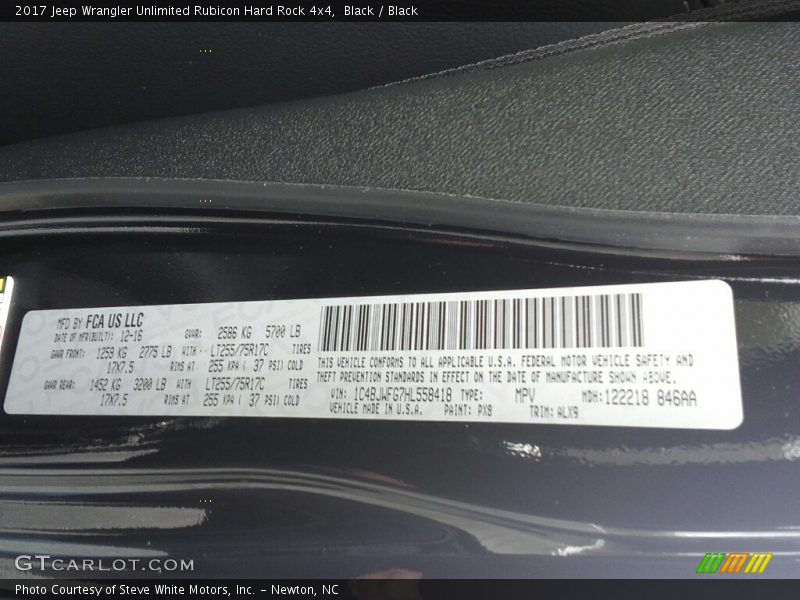 2017 Jeep Wrangler Unlimited Rubicon Hard Rock 4x4, Black / Black
MFD BY FCA US LLC
DATE OF MFR(BUILT): 12-16 GVWR: 2586 KG 5700 LB
GAWR FRONT: 1259 KG 2775 LB WITH LT255/75R17C TIRES
17X7.5 RIMS AT 255 KPA ( 37 PSI) COLD
GAWR REAR: 1452 KG 3200 LB WITH LT255/75R17C TIRES
17X7.5 RIMS AT 255 KPA ( 37 PSI) COLD
THIS VEHICLE CONFORMS TO ALL APPLICABLE U.S.A. FEDERAL MOTOR VEHICLE SAFETY AND
THEFT PREVENTION STANDARDS IN EFFECT ON THE DATE OF MANUFACTURE SHOWN ABOVE.
VIN: 1C4BJWFG7HL558418 TYPE: MPV MDH: 122218 846AA
VEHICLE MADE IN U.S.A. PAINT: PX8 TRIM: ALX9
GTCARLOT.COM
Photo Courtesy of Steve White Motors, Inc. – Newton, NC